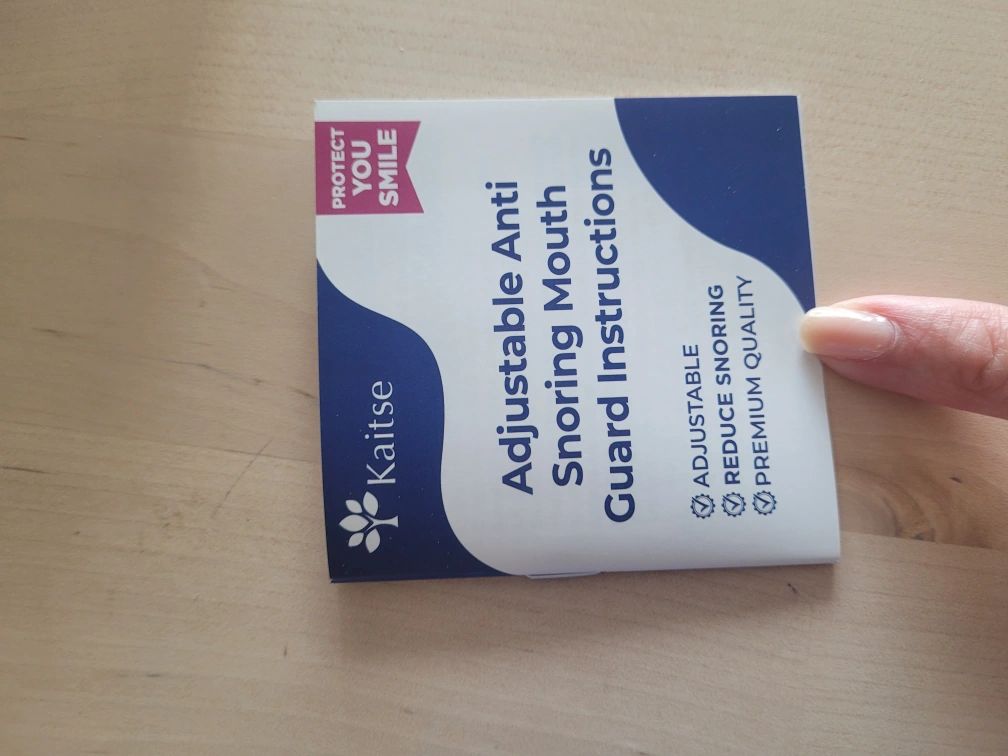 Kaitse
PROTECT
YOU
SMILE
Adjustable Anti
Snoring Mouth
Guard Instructions
ADJUSTABLE
REDUCE SNORING
PREMIUM QUALITY